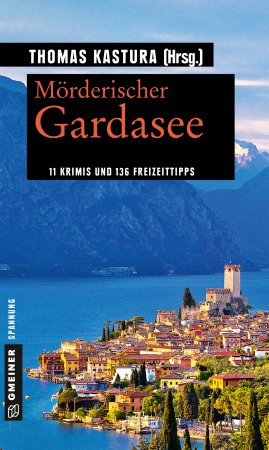 THOMAS KASTURA (Hrsg.)
Mörderischer
Gardasee
11 KRIMIS UND 136 FREIZEITTIPPS
GMEINER SPANNUNG